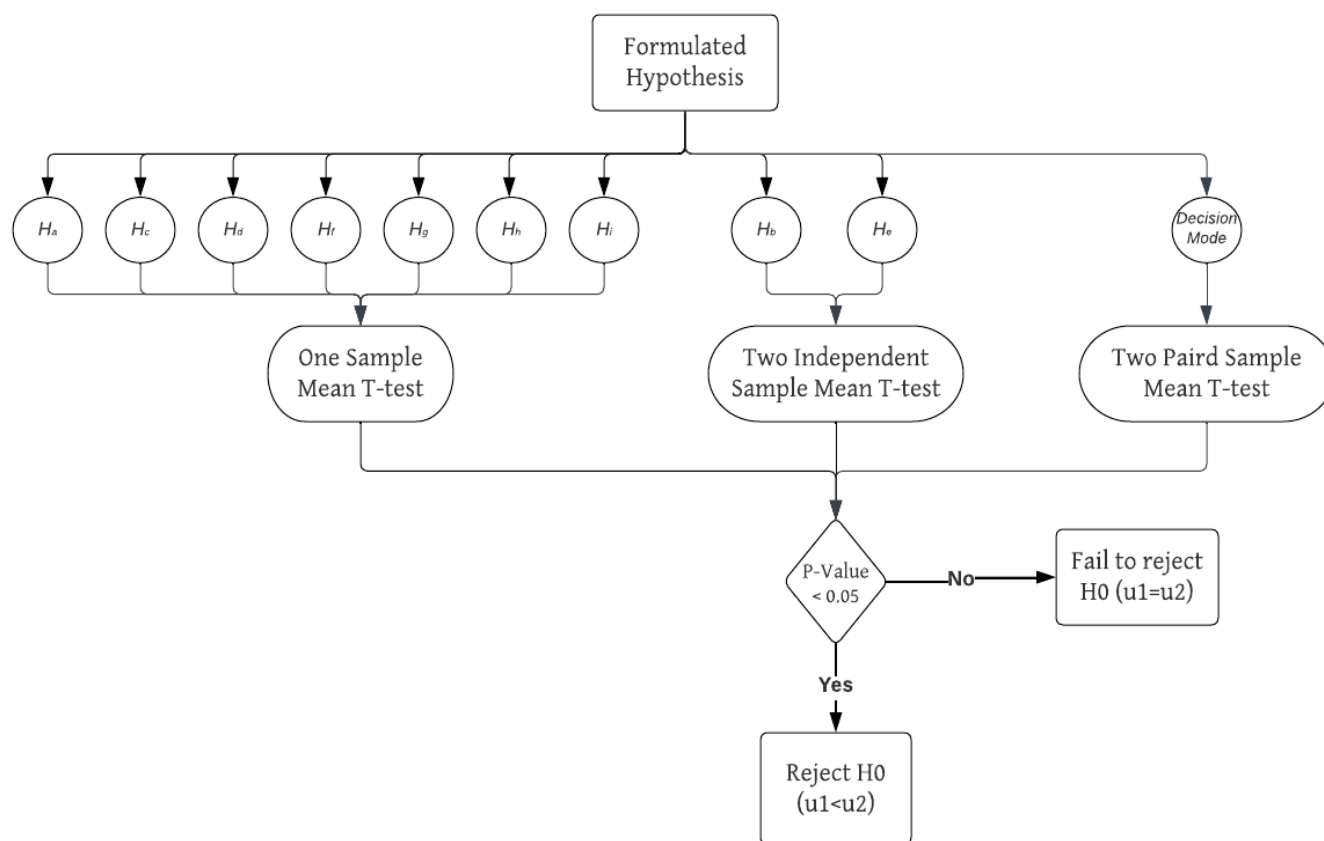 Formulated
Hypothesis
Ha
Hc
Hd
Hf
Hg
Hh
Hi
Hb
He
Decision
Mode
One Sample
Mean T-test
Two Independent
Sample Mean T-test
Two Paird Sample
Mean T-test
P-Value
< 0.05
No
Fail to reject
H0 (u1=u2)
Yes
Reject H0
(u1<u2)